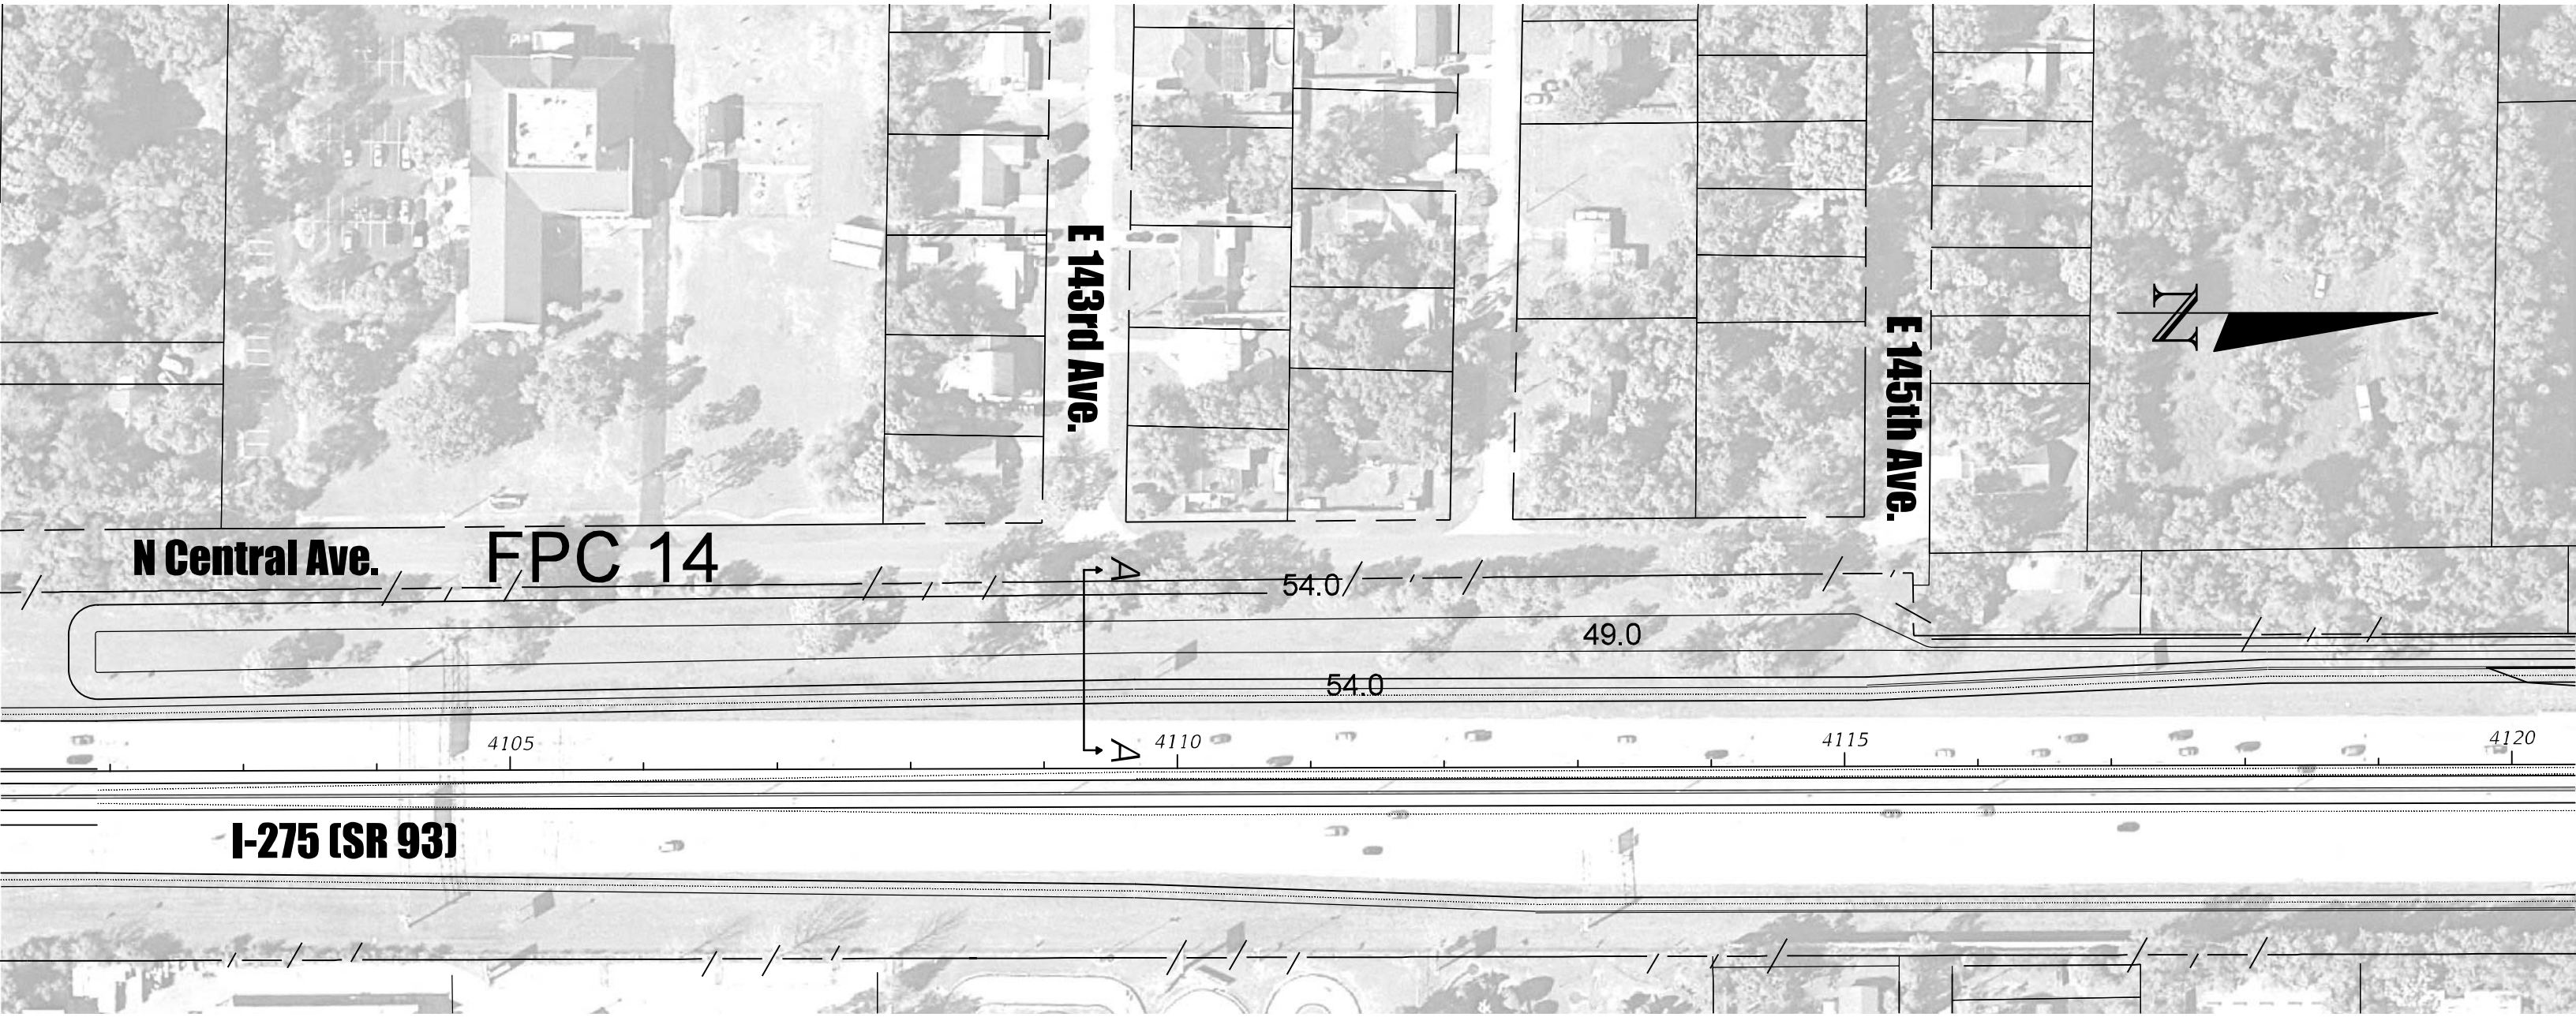 E 143rd Ave.
N
E 145th Ave.
N Central Ave.
FPC 14
A
54.0
49.0
54.0
A
4105
4110
4115
4120
I-275 (SR 93)